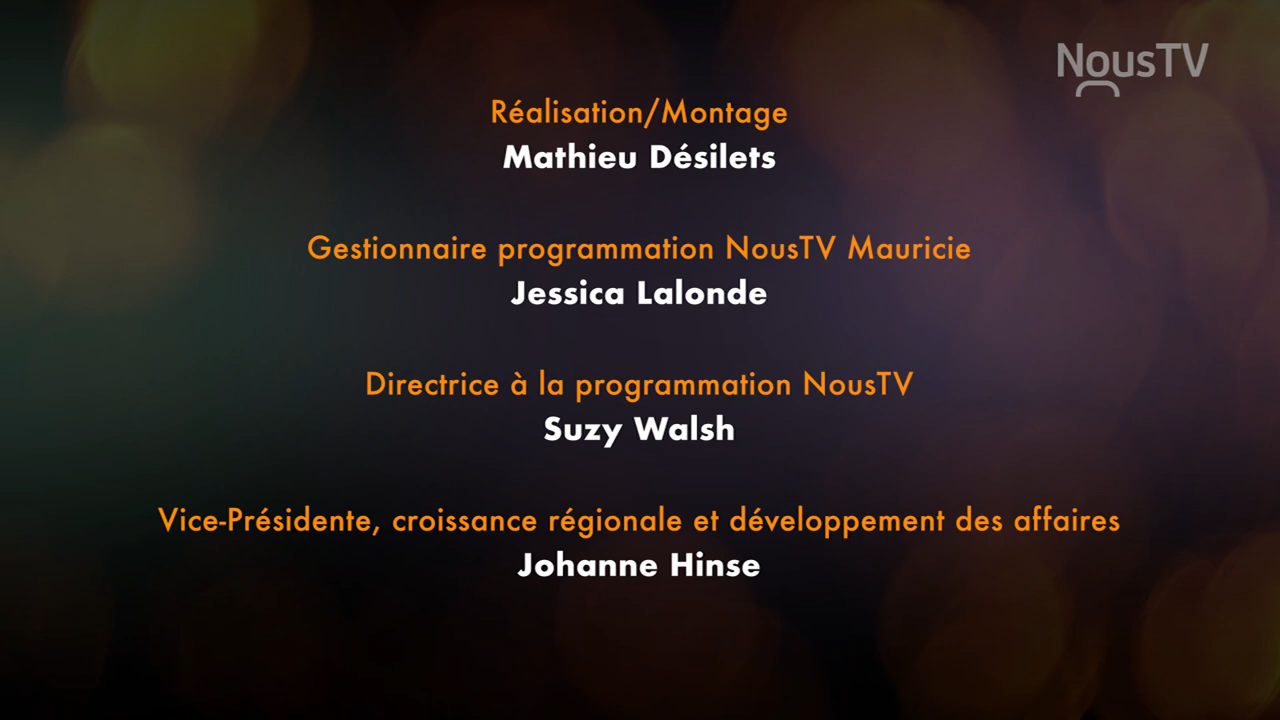 NousTV
Réalisation/Montage
Mathieu Désilets
Gestionnaire programmation NousTV Mauricie
Jessica Lalonde
Directrice à la programmation NousTV
Suzy Walsh
Vice-Présidente, croissance régionale et développement des affaires
Johanne Hinse